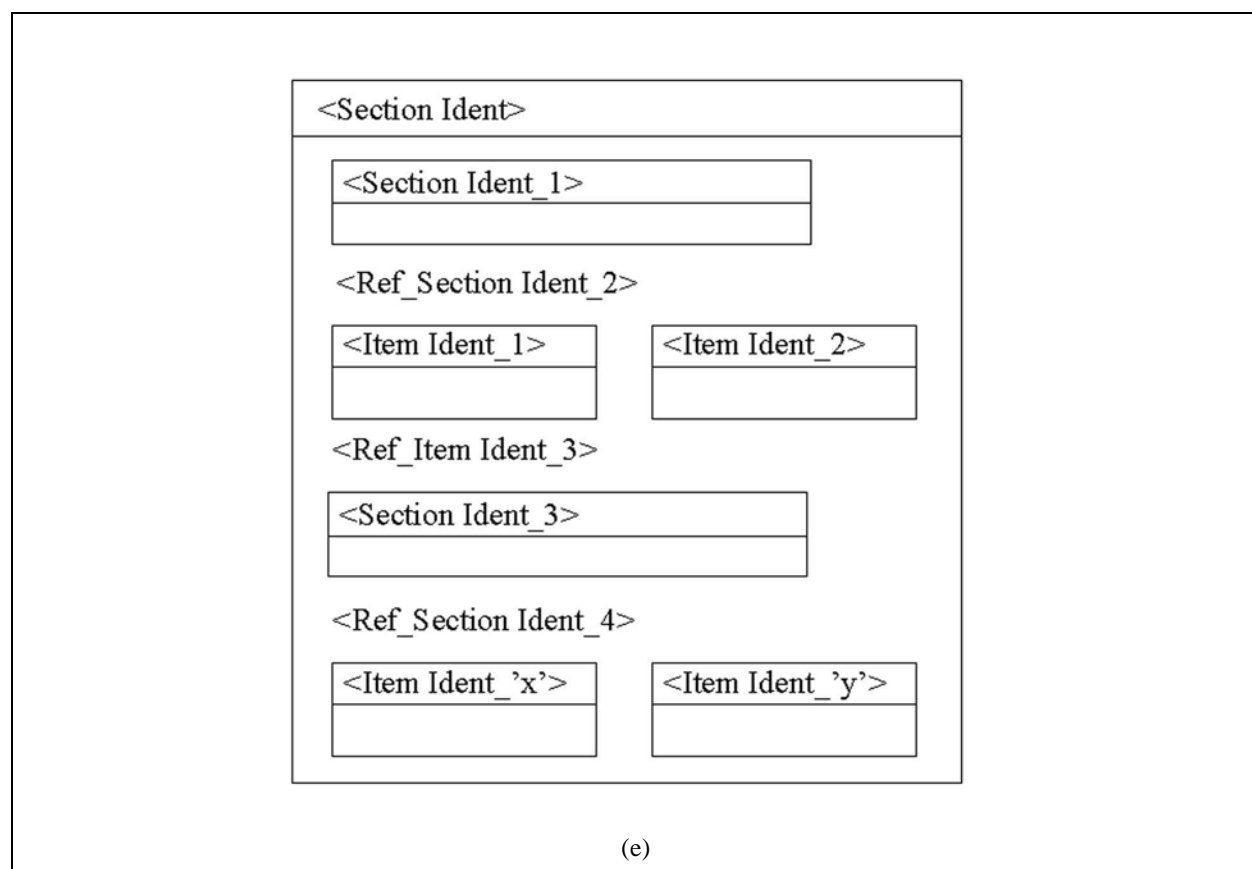 <Section Ident>
<Section Ident_1>
<Ref_Section Ident_2>
<Item Ident_1> <Item Ident_2>
<Ref_Item Ident_3>
<Section Ident_3>
<Ref_Section Ident_4>
<Item Ident_’x’> <Item Ident_’y’>
(e)